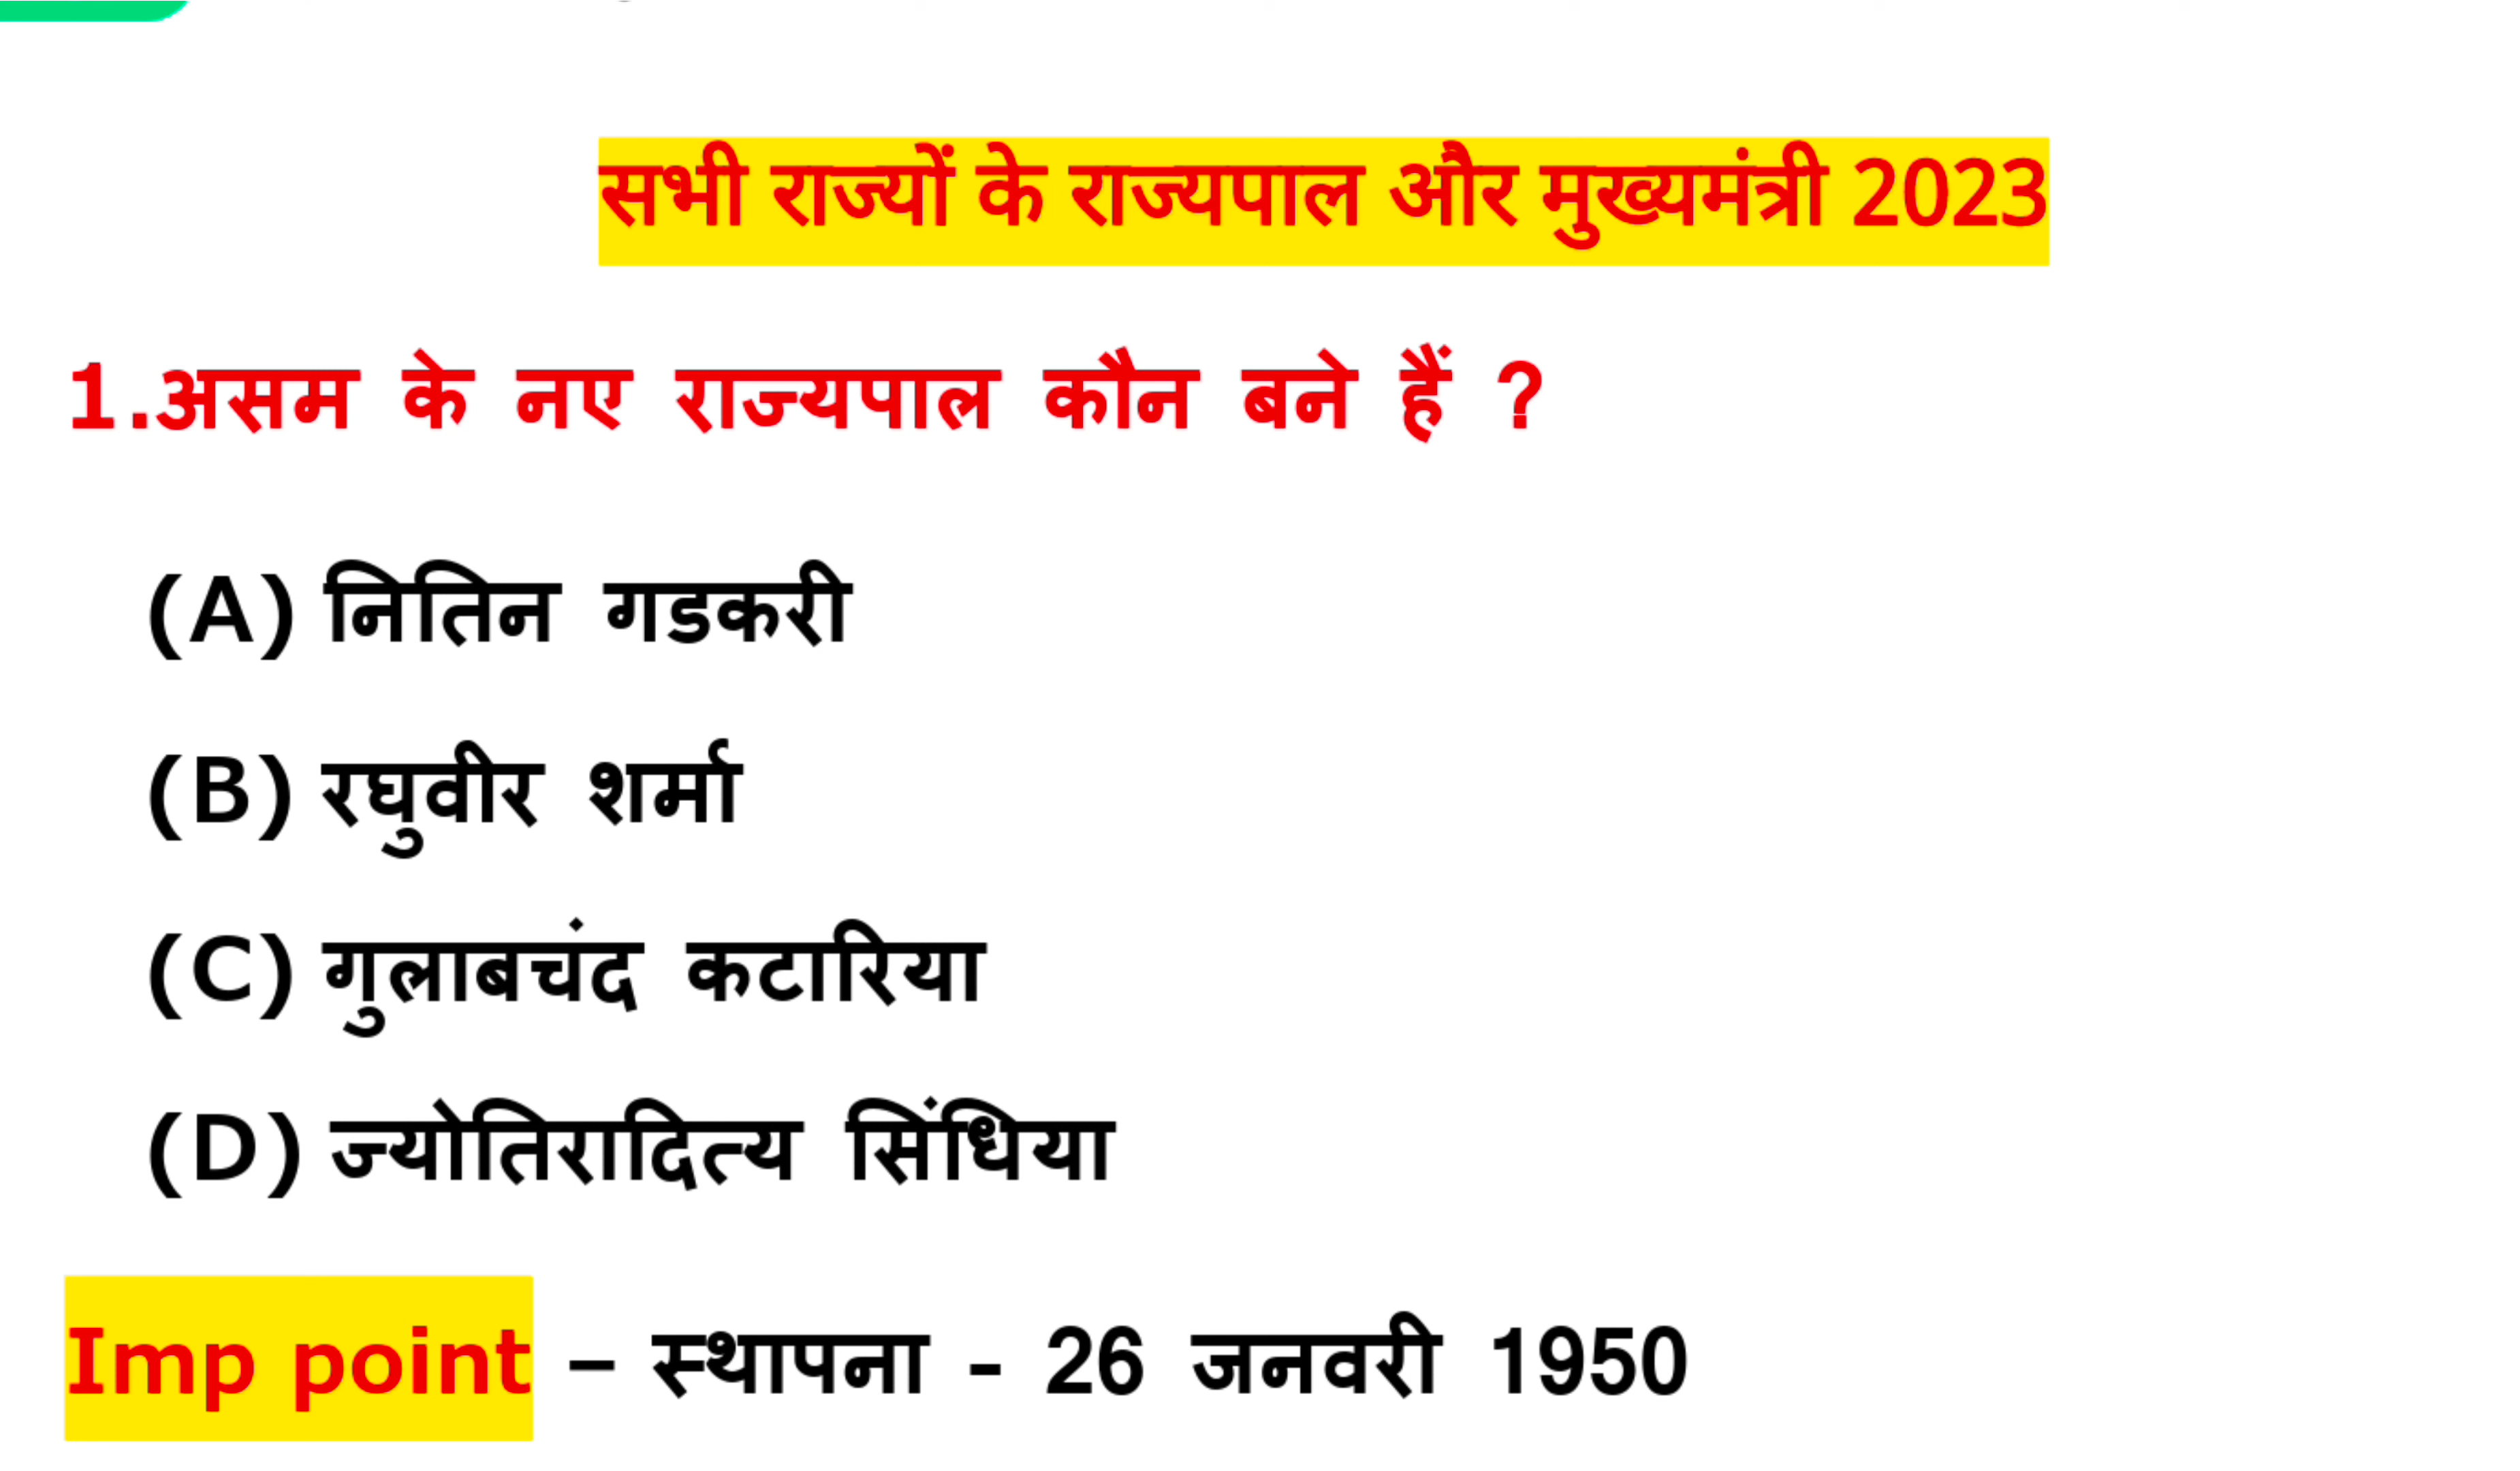 सभी राज्यों के राज्यपाल और मुख्यमंत्री 2023
1.असम के नए राज्यपाल कौन बने हैं ?
(A) नितिन गडकरी
(B) रघुवीर शर्मा
(C) गुलाबचंद कटारिया
(D) ज्योतिरादित्य सिंधिया
Imp point – स्थापना - 26 जनवरी 1950